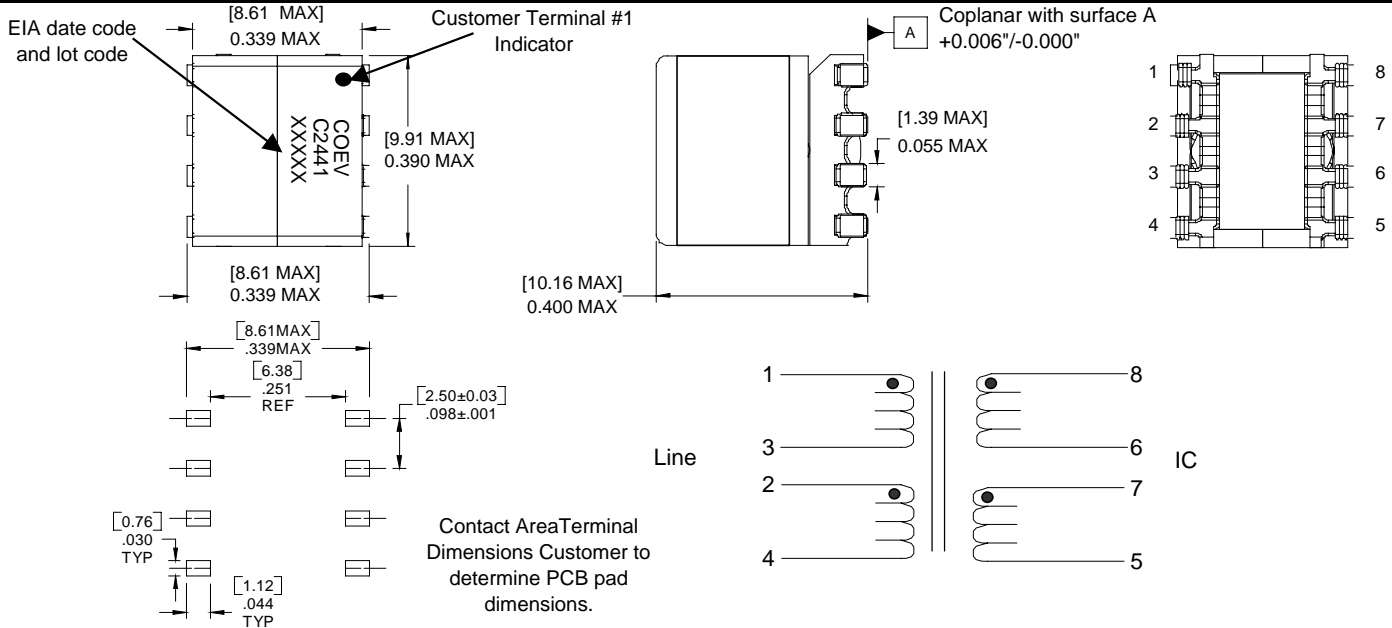 EIA date code
and lot code
[8.61 MAX]
0.339 MAX
Customer Terminal #1
Indicator
COEV
C2441
XXXXX
[9.91 MAX]
0.390 MAX
[8.61 MAX]
0.339 MAX
A
Coplanar with surface A
+0.006"/-0.000"
[1.39 MAX]
0.055 MAX
[10.16 MAX]
0.400 MAX
1
2
3
4
8
7
6
5
[8.61MAX]
.339MAX
[6.38]
.251
REF
[2.50±0.03]
.098±.001
[0.76]
.030
TYP
[1.12]
.044
TYP
Contact AreaTerminal
Dimensions Customer to
determine PCB pad
dimensions.
Line
1
3
2
4
8
6
7
5
IC